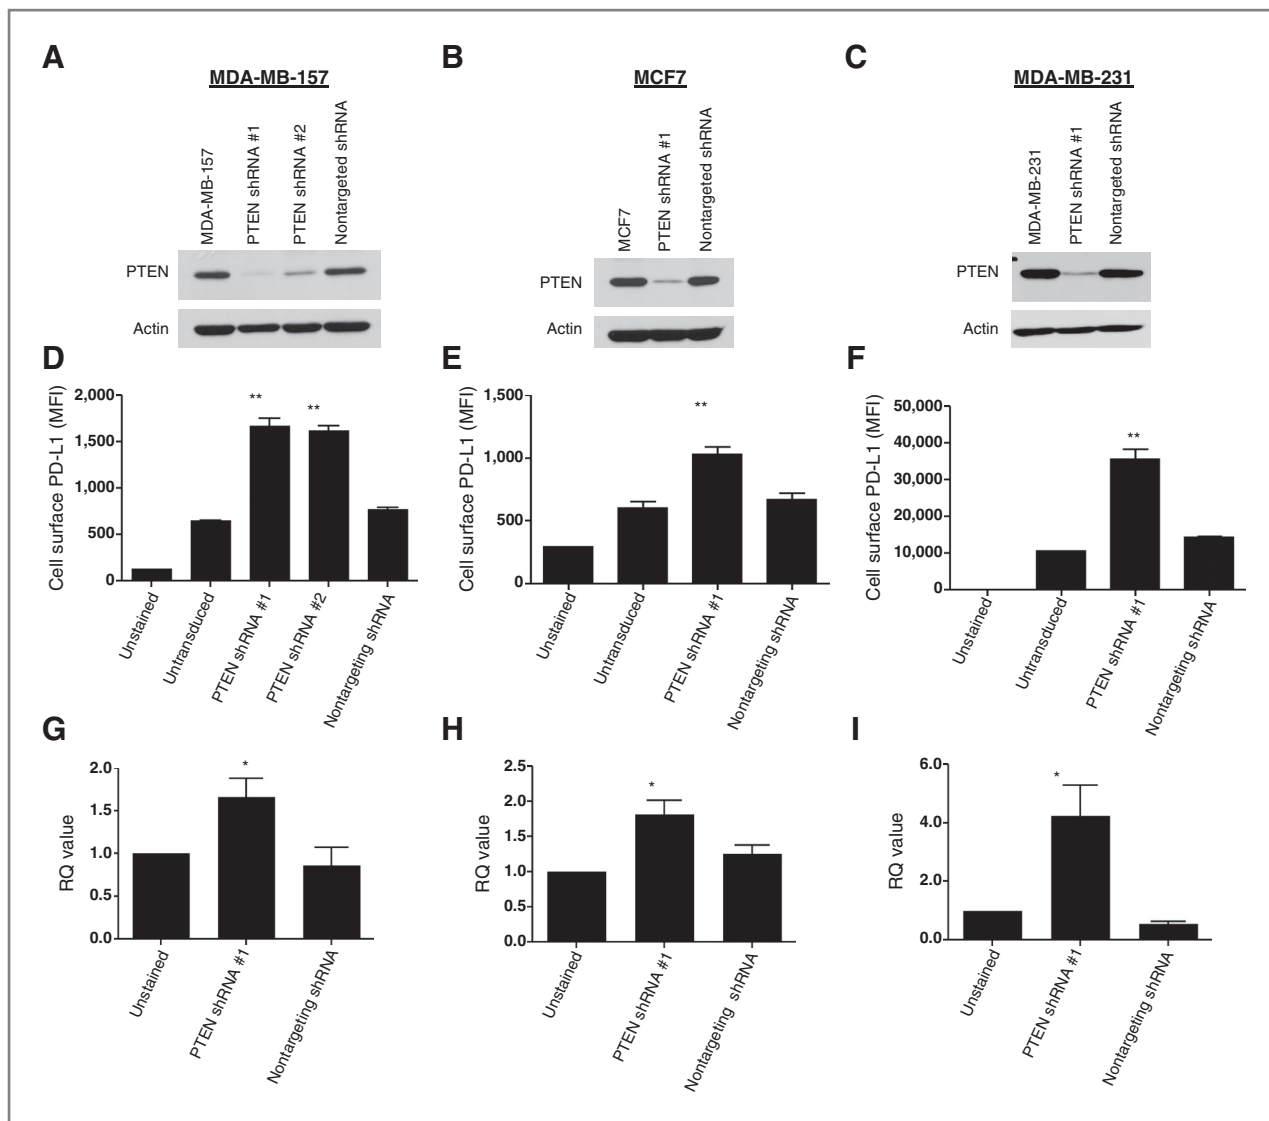 A
B
C
MDA-MB-157
MCF7
MDA-MB-231
MDA-MB-157
PTEN shRNA #1
PTEN shRNA #2
Nontargeted shRNA
MCF7
PTEN shRNA #1
Nontargeted shRNA
MDA-MB-231
PTEN shRNA #1
Nontargeted shRNA
PTEN
Actin
PTEN
Actin
PTEN
Actin
D
Cell surface PD-L1 (MFI)
2,000
1,500
1,000
500
0
**
**
Unstained
Untransduced
PTEN shRNA #1
PTEN shRNA #2
Nontargeting shRNA
E
Cell surface PD-L1 (MFI)
1,500
1,000
500
0
**
Unstained
Untransduced
PTEN shRNA #1
Nontargeting shRNA
F
Cell surface PD-L1 (MFI)
50,000
40,000
30,000
20,000
10,000
0
**
Unstained
Untransduced
PTEN shRNA #1
Nontargeting shRNA
G
RQ value
2.0
1.5
1.0
0.5
0.0
*
Unstained
PTEN shRNA #1
Nontargeting shRNA
H
RQ value
2.5
2.0
1.5
1.0
0.5
0.0
*
Unstained
PTEN shRNA #1
Nontargeting shRNA
I
RQ value
6.0
4.0
2.0
0.0
*
Unstained
PTEN shRNA #1
Nontargeting shRNA